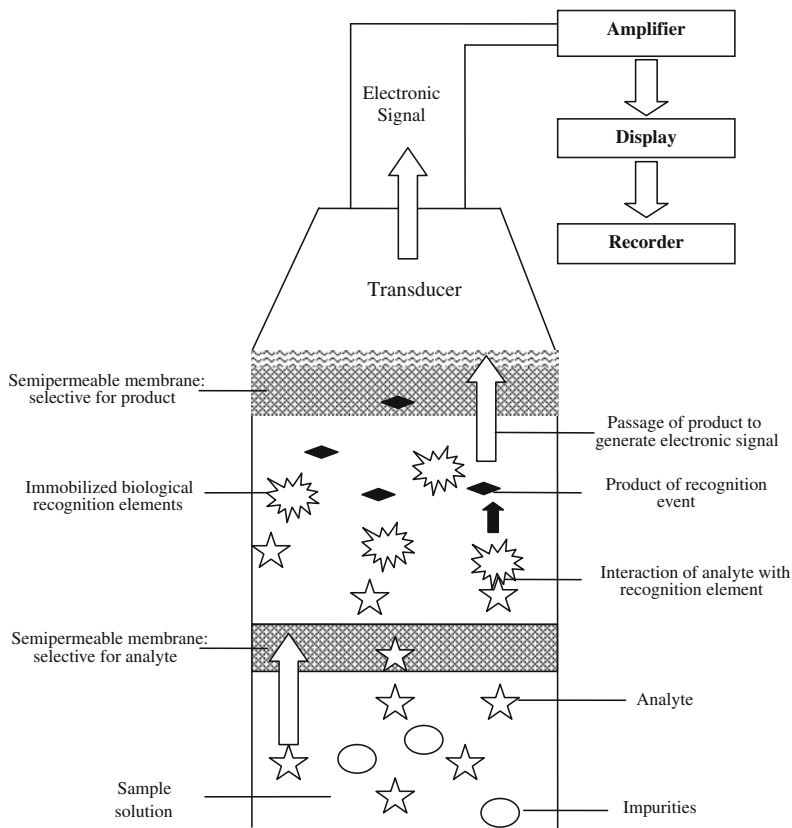 Amplifier
Electronic
Signal
Display
Recorder
Transducer
Semipermeable membrane:
selective for product
Passage of product to
generate electronic signal
Immobilized biological
recognition elements
Product of recognition
event
Interaction of analyte with
recognition element
Semipermeable membrane:
selective for analyte
Analyte
Sample
solution
Impurities